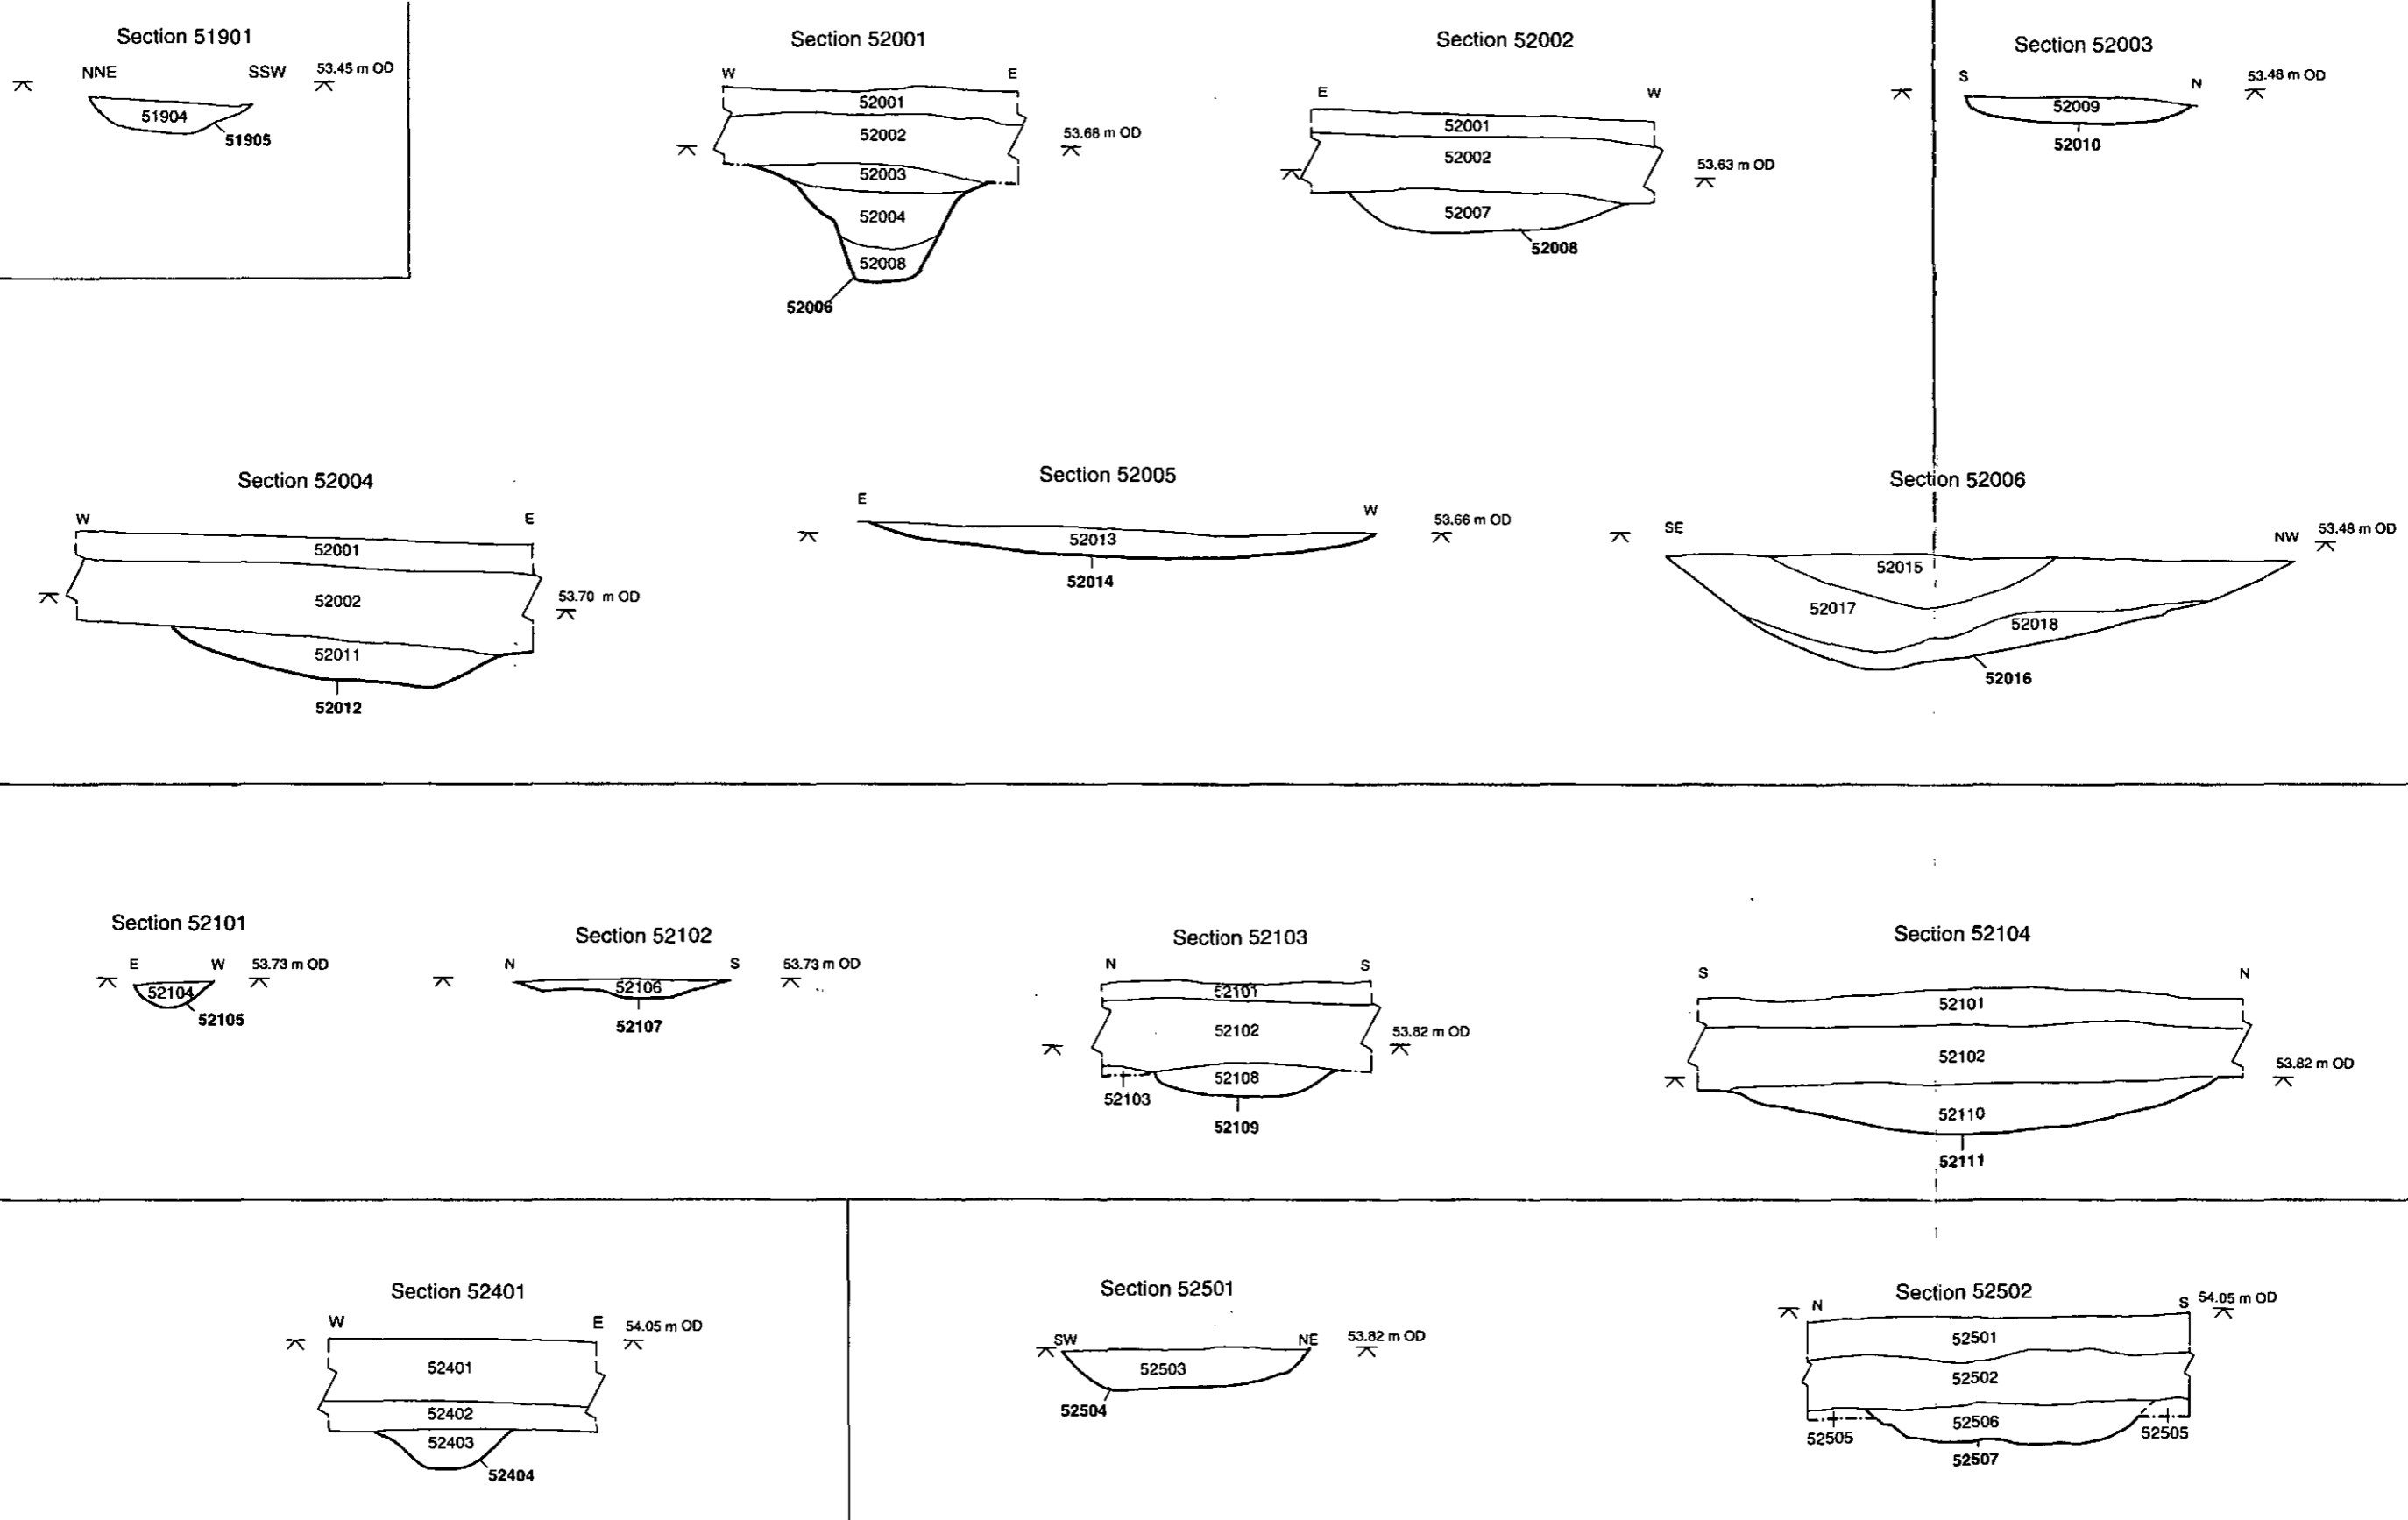 Section 51901
NNE SSW 53.45 m OD
51904
51905
Section 52001
W E
52001
52002
53.68 m OD
52003
52004
52008
52006
Section 52002
E W
52001
52002
53.63 m OD
52007
52008
Section 52003
S N 53.48 m OD
52009
52010
Section 52004
W E
52001
52002
53.70 m OD
52011
52012
Section 52005
E W 53.66 m OD
52013
52014
Section 52006
SE NW 53.48 m OD
52015
52017
52018
52016
Section 52101
E W 53.73 m OD
52104
52105
Section 52102
N S 53.73 m OD
52106
52107
Section 52103
N S
52101
52102
53.82 m OD
52108
52103
52109
Section 52104
S N
52101
52102
53.82 m OD
52110
52111
Section 52401
W E 54.05 m OD
52401
52402
52403
52404
Section 52501
SW NE 53.82 m OD
52503
52504
Section 52502
N S 54.05 m OD
52501
52502
52506
52505 52505
52507